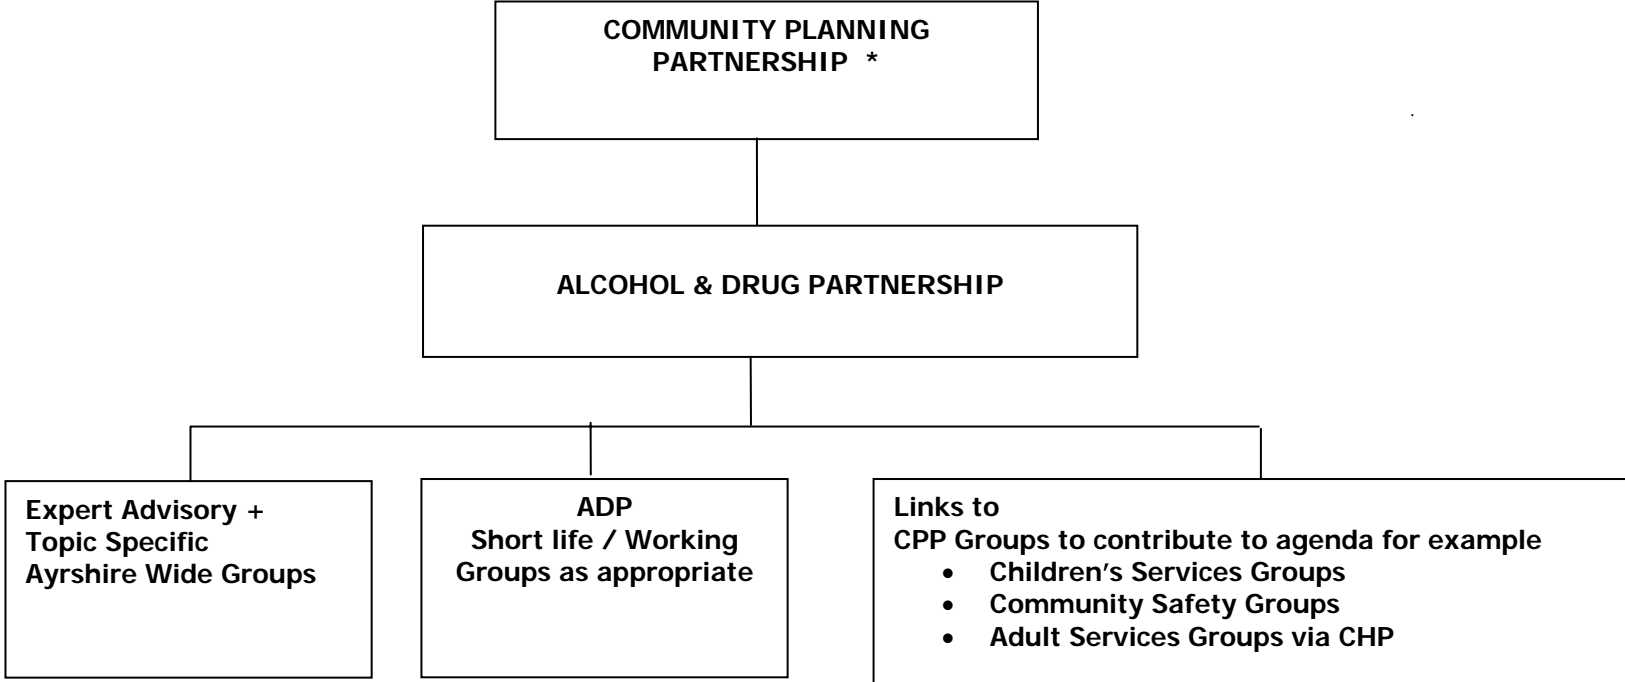 COMMUNITY PLANNING
PARTNERSHIP *
ALCOHOL & DRUG PARTNERSHIP
Expert Advisory +
Topic Specific
Ayrshire Wide Groups
ADP
Short life / Working
Groups as appropriate
Links to
CPP Groups to contribute to agenda for example
• Children's Services Groups
• Community Safety Groups
• Adult Services Groups via CHP